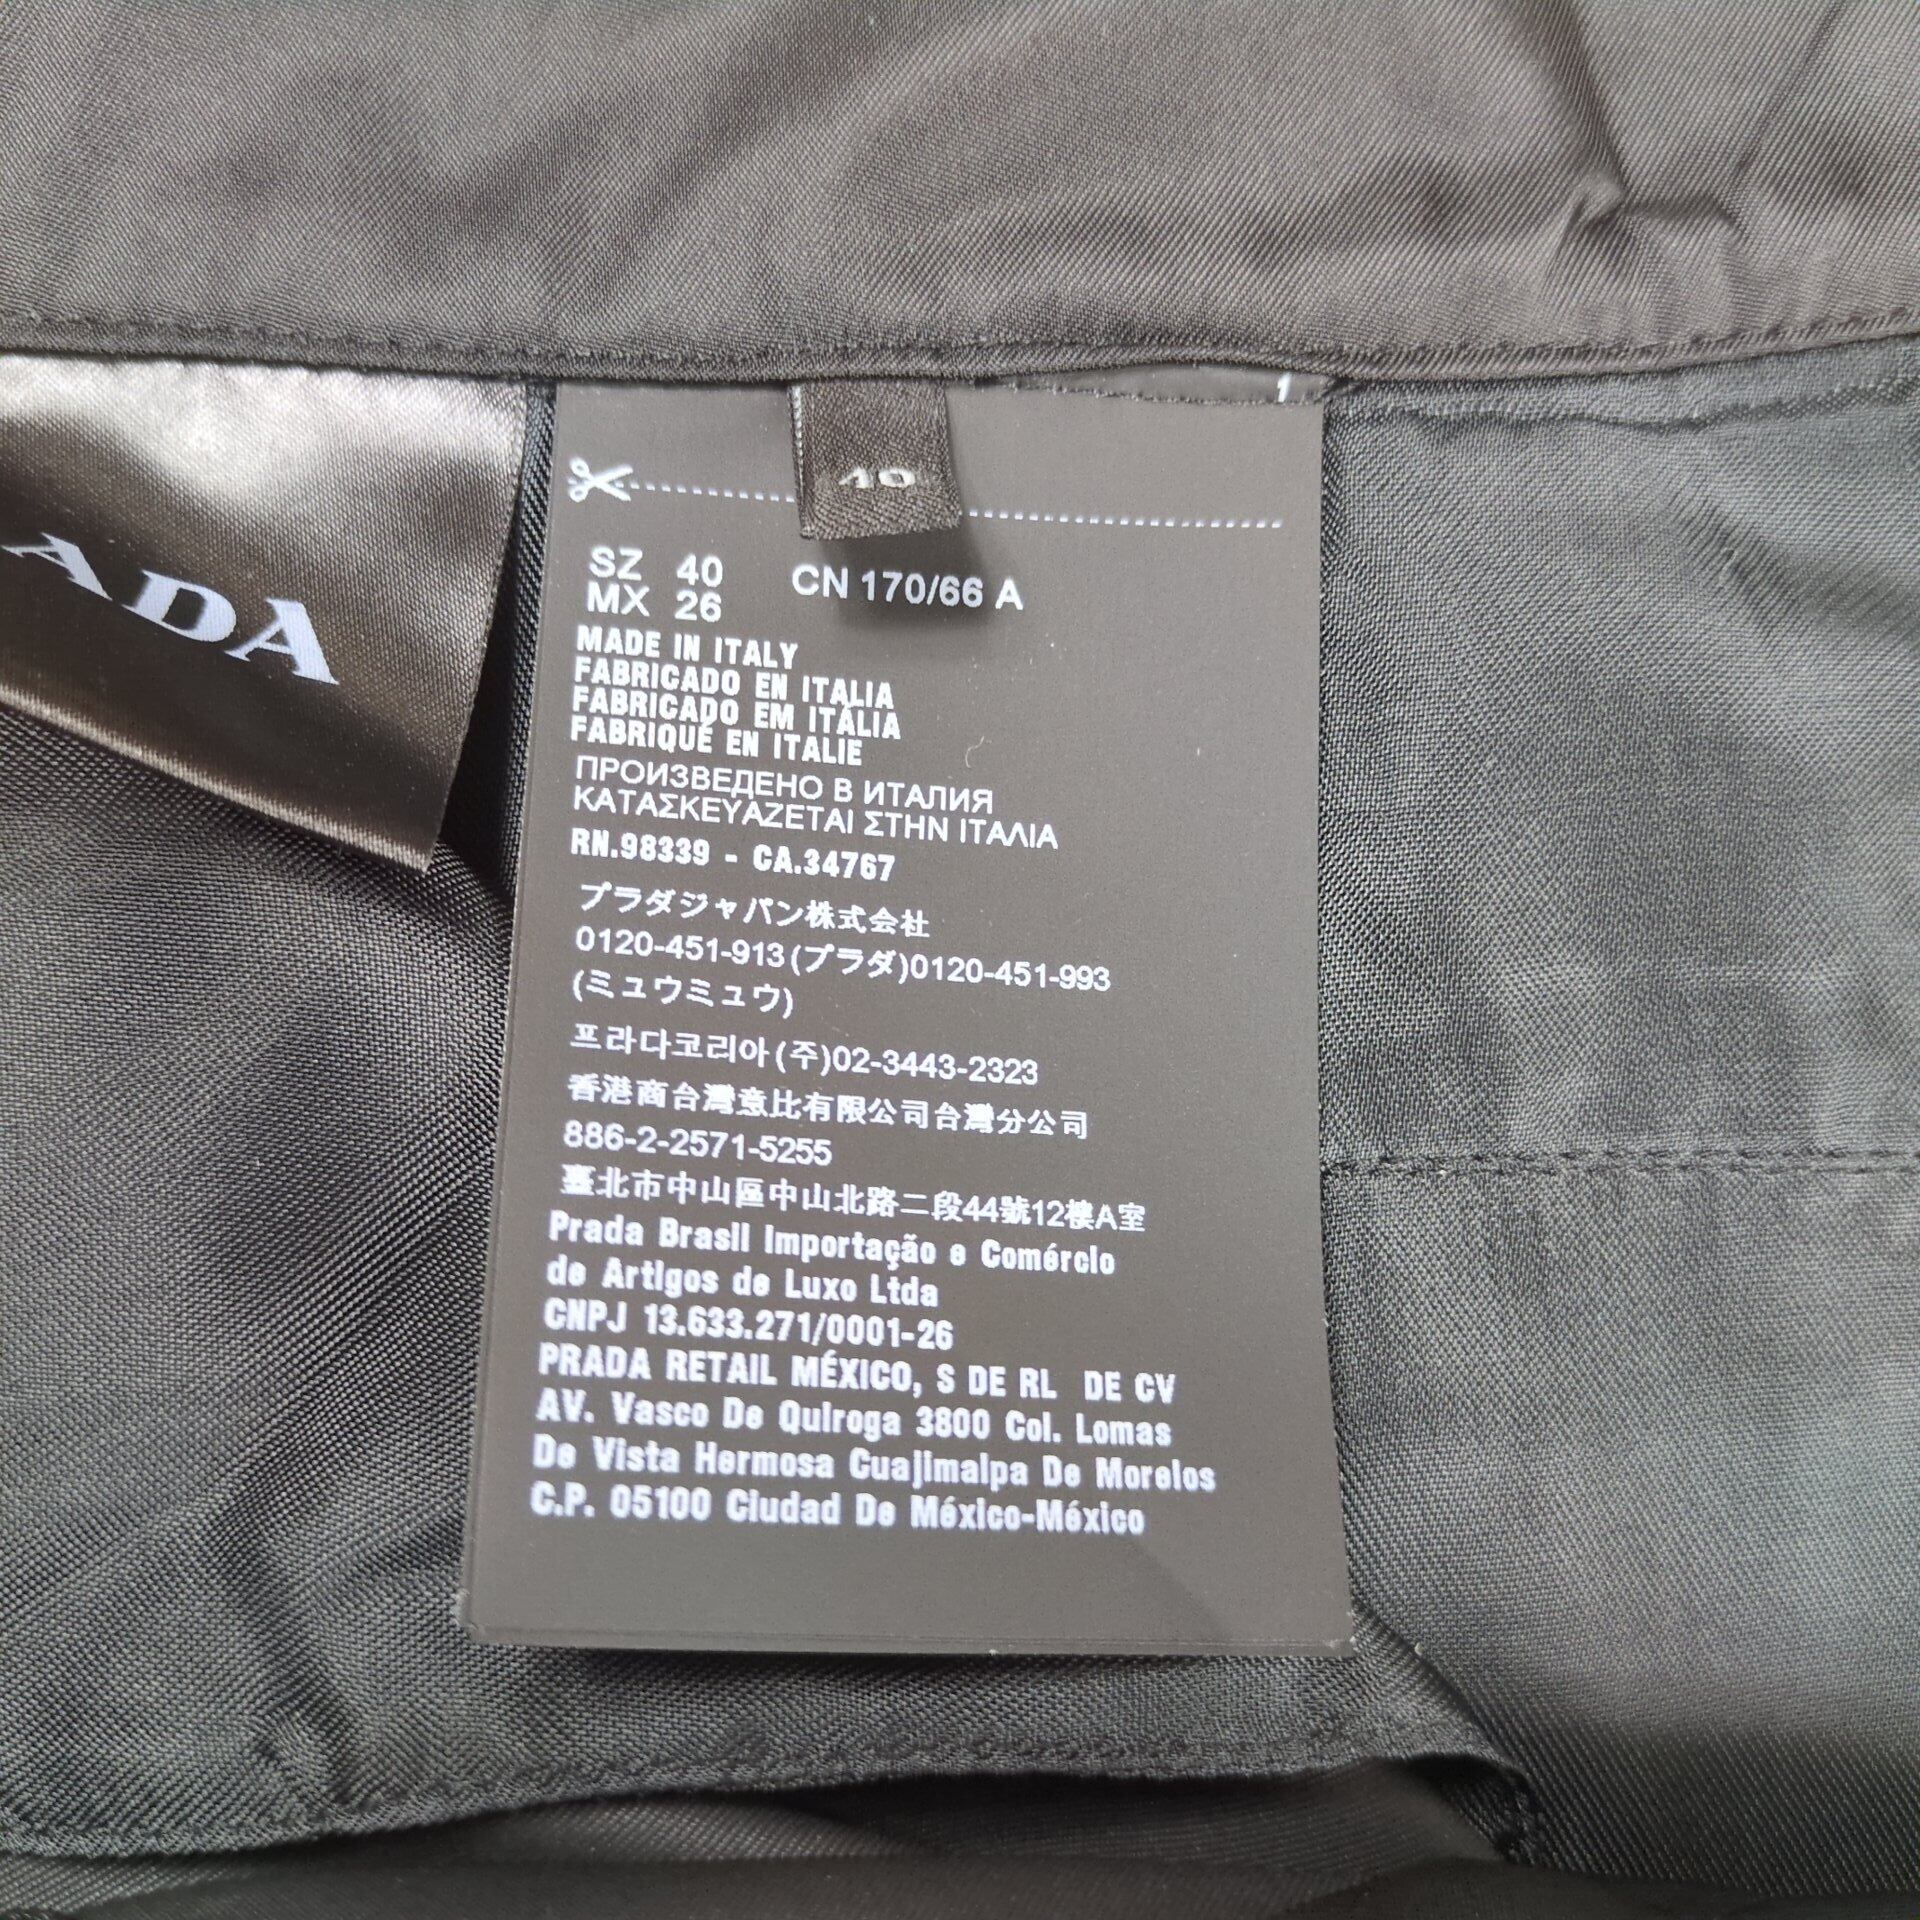 ADA
1
40
SZ 40 CN 170/66 A
MX 26
MADE IN ITALY
FABRICADO EN ITALIA
FABRICADO EM ITÁLIA
FABRIQUÉ EN ITALIE
ПРОИЗВЕДЕНО В ИТАЛИЯ
ΚΑΤΑΣΚΕΥΑΖΕΤΑΙ ΣΤΗΝ ΙΤΑΛΙΑ
RN.98339 - CA.34767
プラダジャパン株式会社
0120-451-913(プラダ)0120-451-993
(ミュウミュウ)
프라다코리아(주)02-3443-2323
香港商台灣意比有限公司台灣分公司
886-2-2571-5255
臺北市中山區中山北路二段44號12樓A室
Prada Brasil Importação e Comércio
de Artigos de Luxo Ltda
CNPJ 13.633.271/0001-26
PRADA RETAIL MÉXICO, S DE RL DE CV
AV. Vasco De Quiroga 3800 Col. Lomas
De Vista Hermosa Cuajimalpa De Morelos
C.P. 05100 Ciudad De México-México